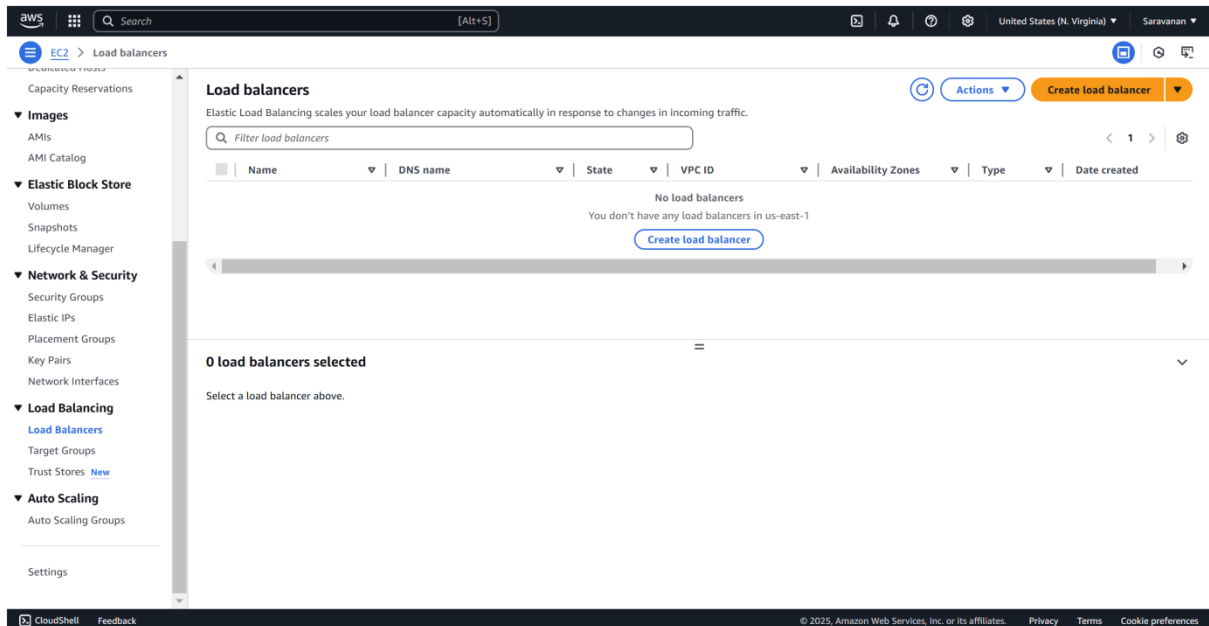 aws
Search [Alt+S] United States (N. Virginia) Saravanan
EC2 > Load balancers
Dedicated Hosts
Capacity Reservations
Images
AMIs
AMI Catalog
Elastic Block Store
Volumes
Snapshots
Lifecycle Manager
Network & Security
Security Groups
Elastic IPs
Placement Groups
Key Pairs
Network Interfaces
Load Balancing
Load Balancers
Target Groups
Trust Stores New
Auto Scaling
Auto Scaling Groups
Settings
Load balancers
Actions
Create load balancer
Elastic Load Balancing scales your load balancer capacity automatically in response to changes in incoming traffic.
Filter load balancers
1
Name DNS name State VPC ID Availability Zones Type Date created
No load balancers
You don't have any load balancers in us-east-1
Create load balancer
0 load balancers selected
Select a load balancer above.
CloudShell Feedback © 2025, Amazon Web Services, Inc. or its affiliates. Privacy Terms Cookie preferences